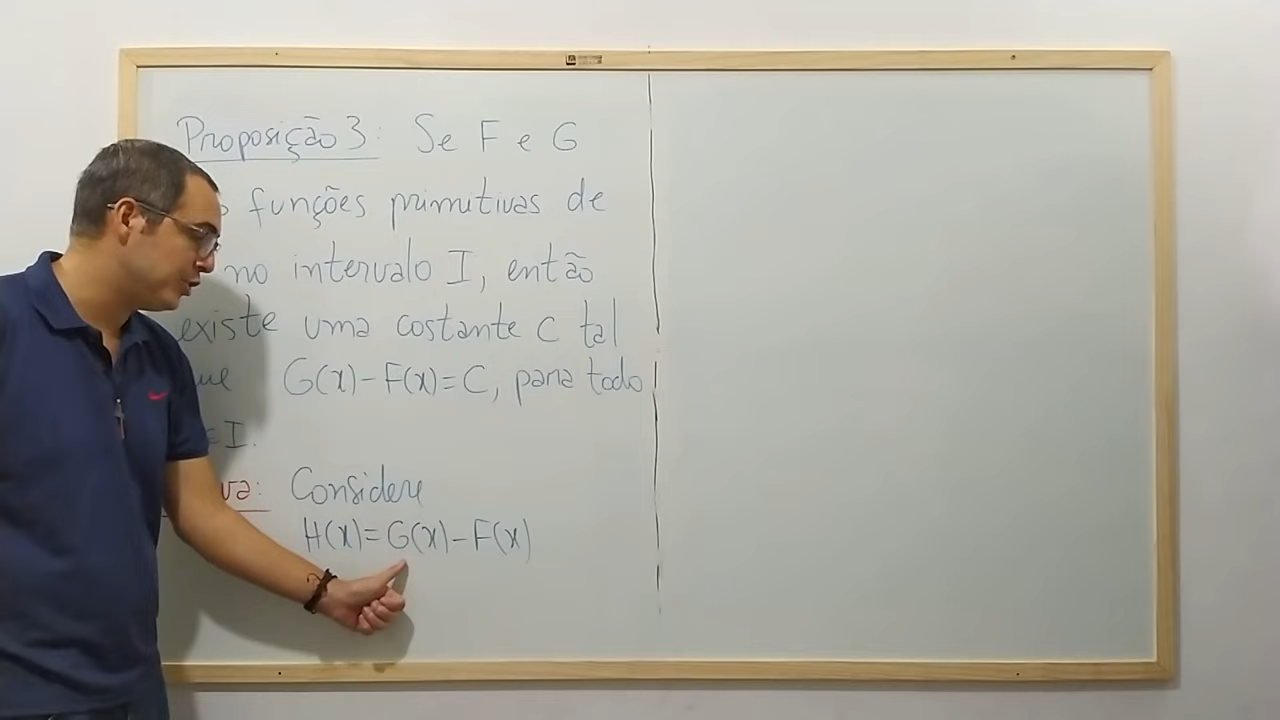 Proposição 3: Se F e G
funções primitivas de
no intervalo I, então
existe uma costante C tal
G(x)-F(x)=C, para todo
I.
Considere
H(x)=G(x)-F(x)